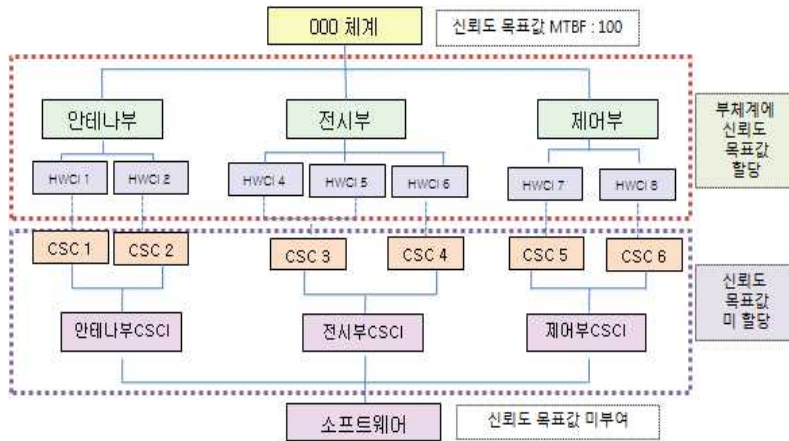 000 체계
신뢰도 목표값 MTBF : 100
안테나부
전시부
제어부
부체계에
신뢰도
목표값
할당
HWCI 1
HWCI 2
HWCI 4
HWCI 5
HWCI 6
HWCI 7
HWCI 8
CSC 1
CSC 2
CSC 3
CSC 4
CSC 5
CSC 6
신뢰도
목표값
미 할당
안테나부CSCI
전시부CSCI
제어부CSCI
소프트웨어
신뢰도 목표값 미부여